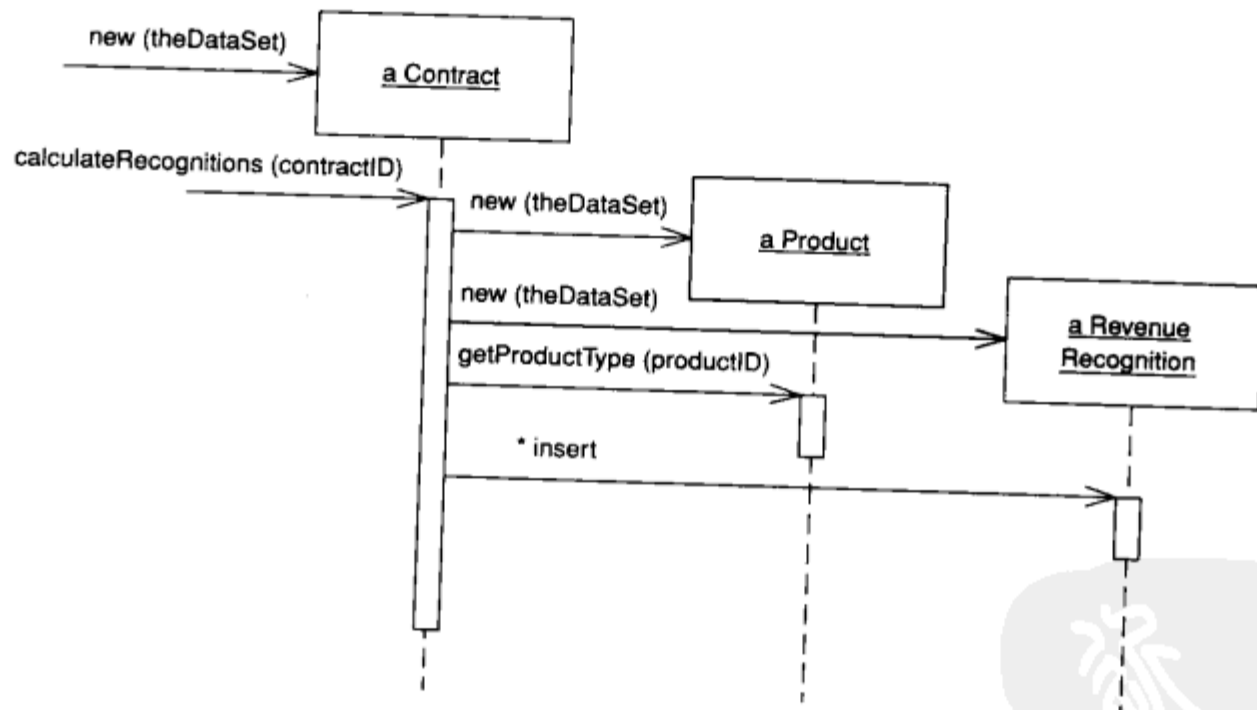 new (theDataSet)
a Contract
calculateRecognitions (contractID)
new (theDataSet)
a Product
new (theDataSet)
a Revenue
Recognition
getProductType (productID)
* insert